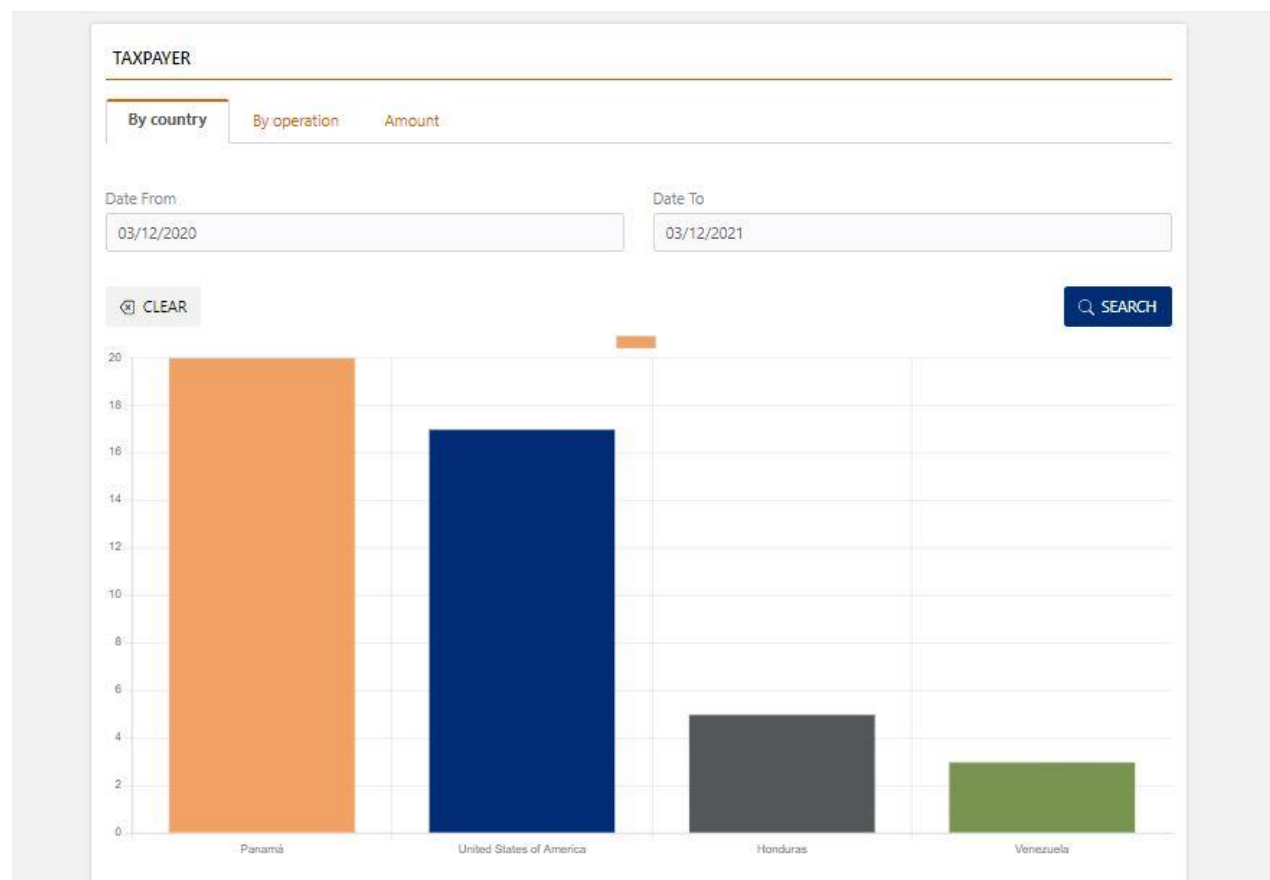 TAXPAYER
By country By operation Amount
Date From Date To
03/12/2020 03/12/2021
CLEAR SEARCH
20
18
16
14
12
10
8
6
4
2
0
Panamá United States of America Honduras Venezuela